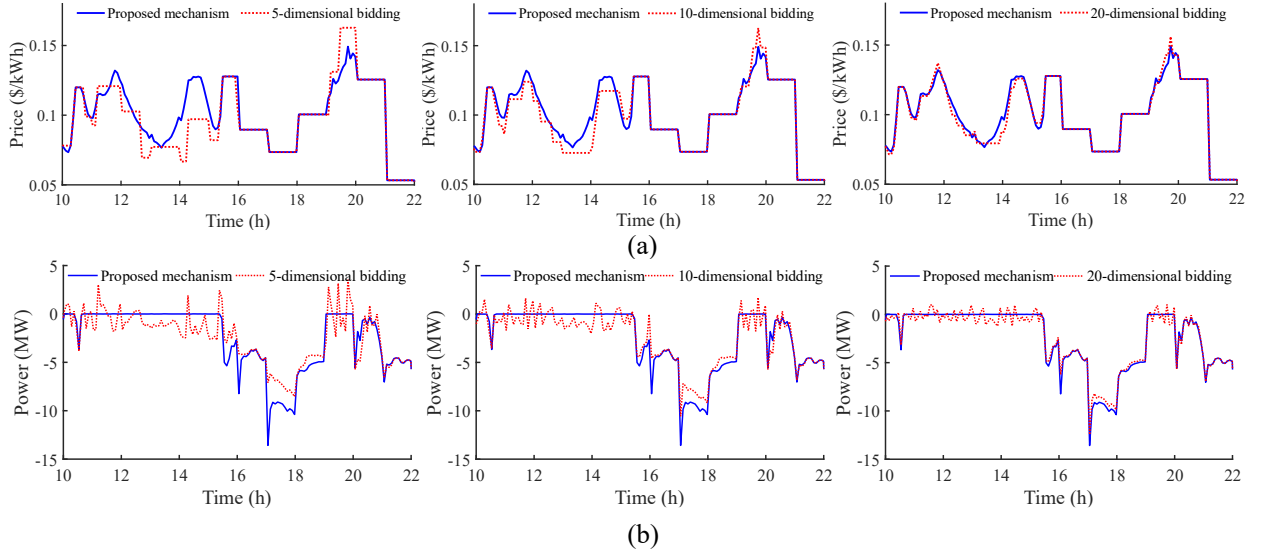 Proposed mechanism 5-dimensional bidding
Price ($/kWh)
0.15
0.1
0.05
10 12 14 16 18 20 22
Time (h)
Proposed mechanism 10-dimensional bidding
Price ($/kWh)
0.15
0.1
0.05
10 12 14 16 18 20 22
Time (h)
Proposed mechanism 20-dimensional bidding
Price ($/kWh)
0.15
0.1
0.05
10 12 14 16 18 20 22
Time (h)
(a)
Proposed mechanism 5-dimensional bidding
Power (MW)
5
0
-5
-10
-15
10 12 14 16 18 20 22
Time (h)
Proposed mechanism 10-dimensional bidding
Power (MW)
5
0
-5
-10
-15
10 12 14 16 18 20 22
Time (h)
Proposed mechanism 20-dimensional bidding
Power (MW)
5
0
-5
-10
-15
10 12 14 16 18 20 22
Time (h)
(b)